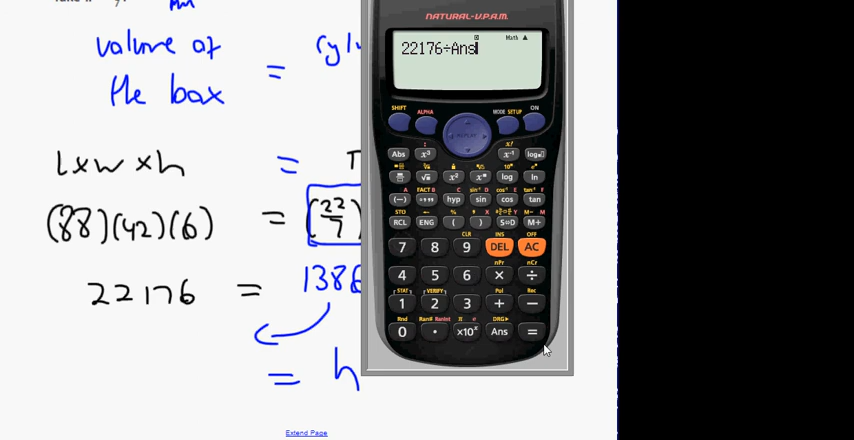 NATURAL-V.P.A.M.
volume of
the box
=
Math ▲
22176÷Ans
SHIFT ALPHA MODE SETUP ON
REPLAY
l x w x h =
Abs x³ x⁻¹ log
√ x² log ln
(−) hyp sin cos tan
RCL ENG ( ) S⇔D M+
(88)(42)(6) = (22/7)
7 8 9 DEL AC
22176 = 1386
4 5 6 × ÷
1 2 3 + −
0 . ×10ˣ Ans =
= h
Extend Page